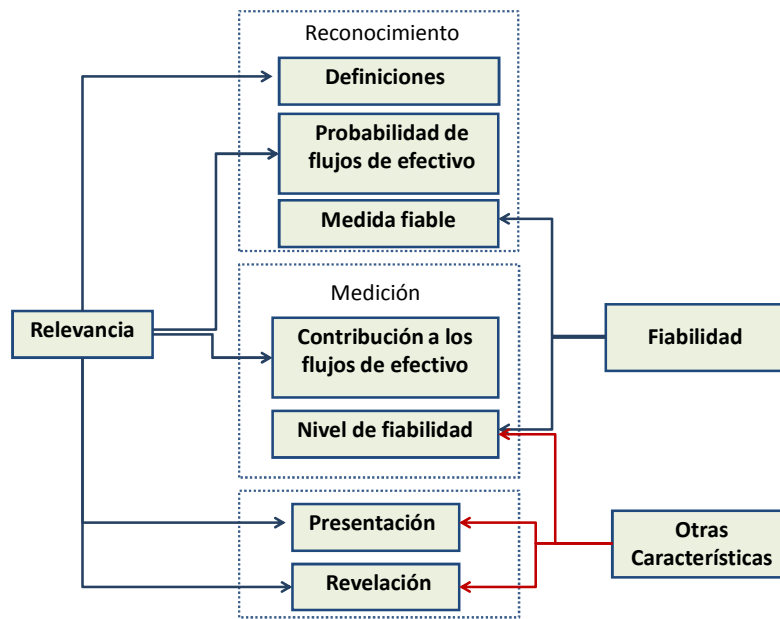 Reconocimiento
Definiciones
Probabilidad de
flujos de efectivo
Medida fiable
Medición
Relevancia
Contribución a los
flujos de efectivo
Fiabilidad
Nivel de fiabilidad
Presentación
Otras
Características
Revelación